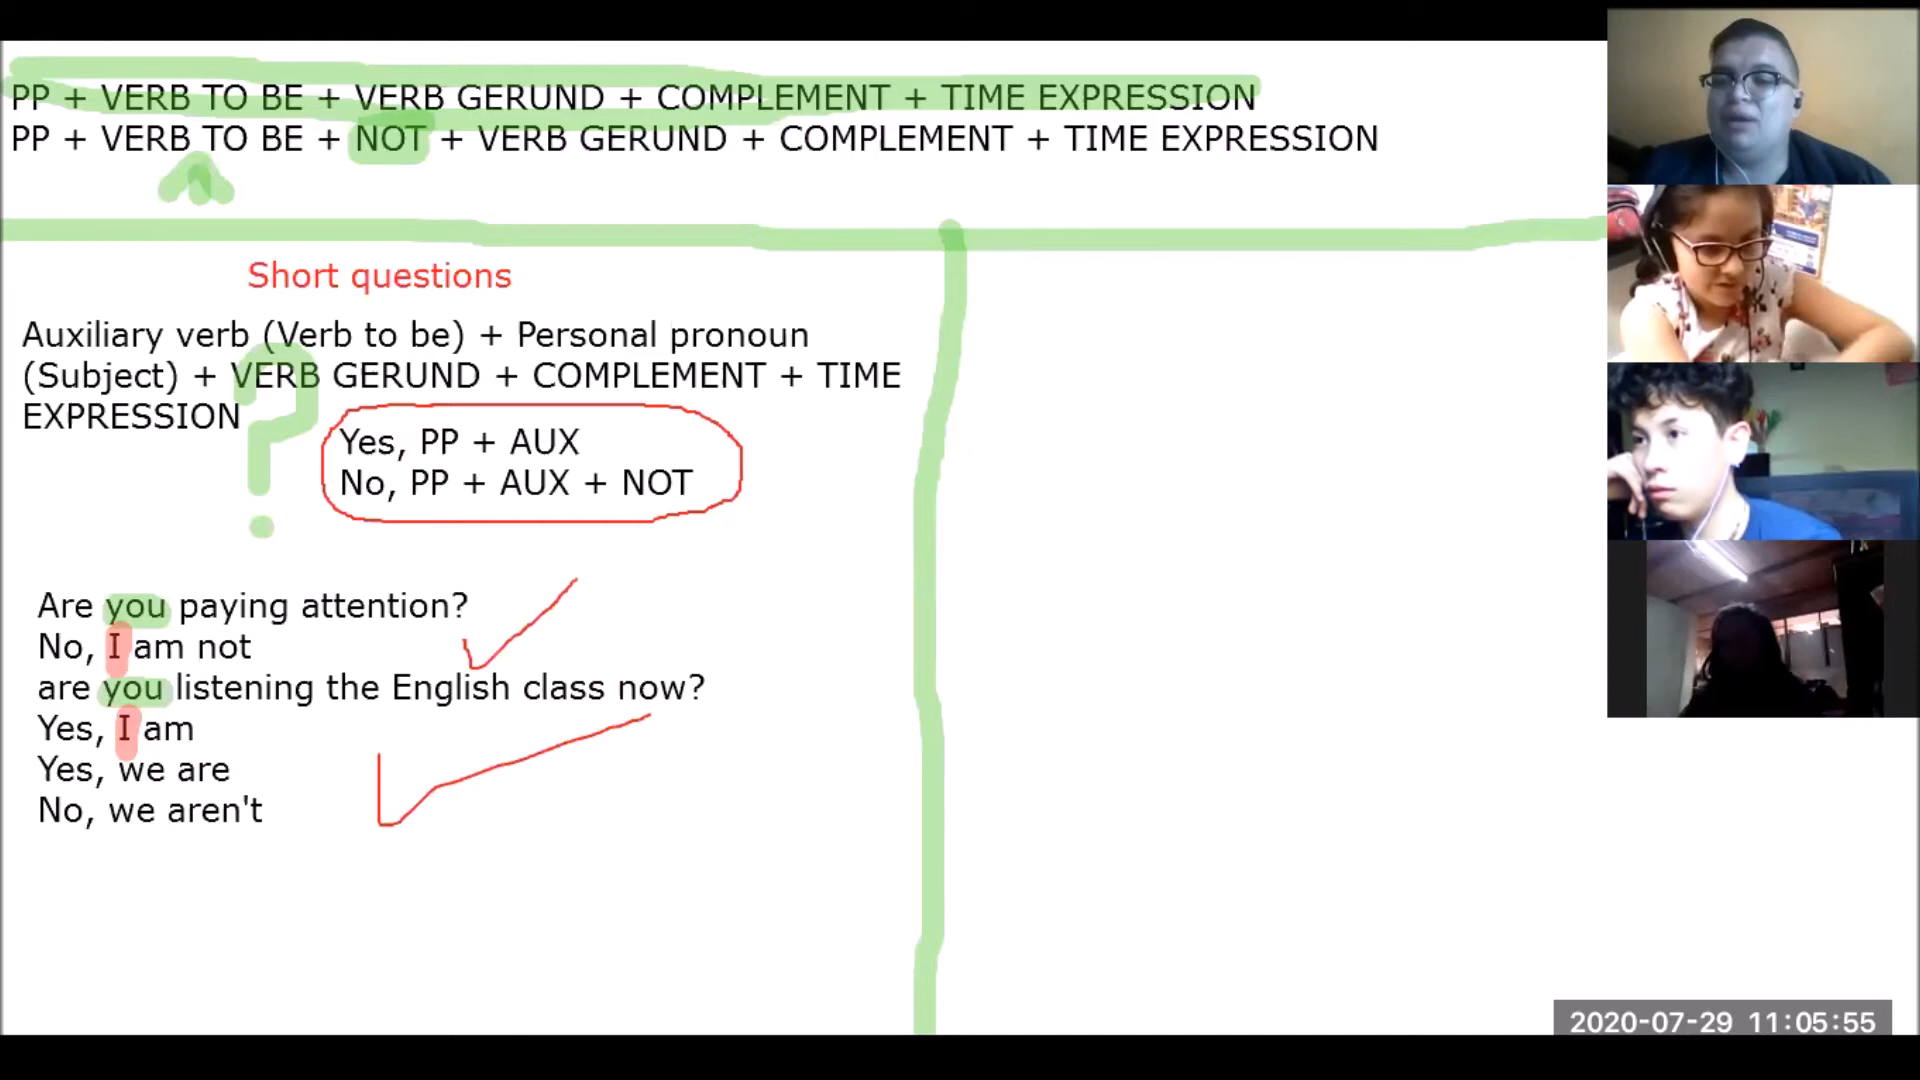 PP + VERB TO BE + VERB GERUND + COMPLEMENT + TIME EXPRESSION
PP + VERB TO BE + NOT + VERB GERUND + COMPLEMENT + TIME EXPRESSION
Short questions
Auxiliary verb (Verb to be) + Personal pronoun
(Subject) + VERB GERUND + COMPLEMENT + TIME
EXPRESSION
?
Yes, PP + AUX
No, PP + AUX + NOT
Are you paying attention?
No, I am not
are you listening the English class now?
Yes, I am
Yes, we are
No, we aren't
2020-07-29 11:05:55